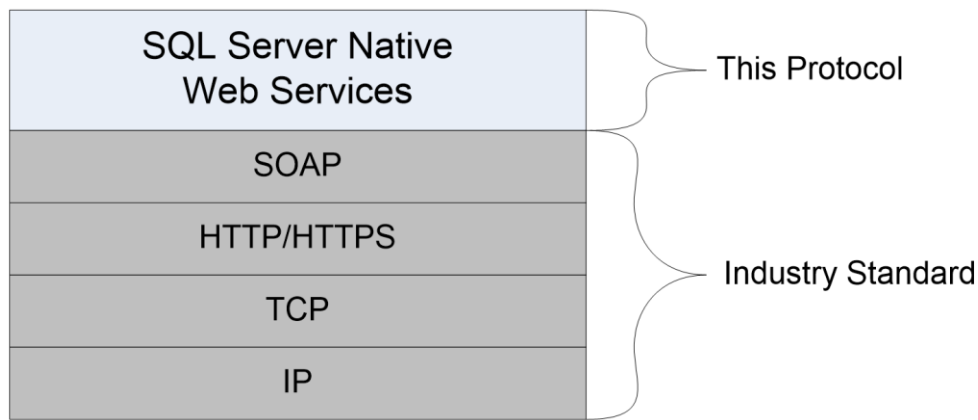 SQL Server Native
Web Services
This Protocol
SOAP
HTTP/HTTPS
TCP
IP
Industry Standard